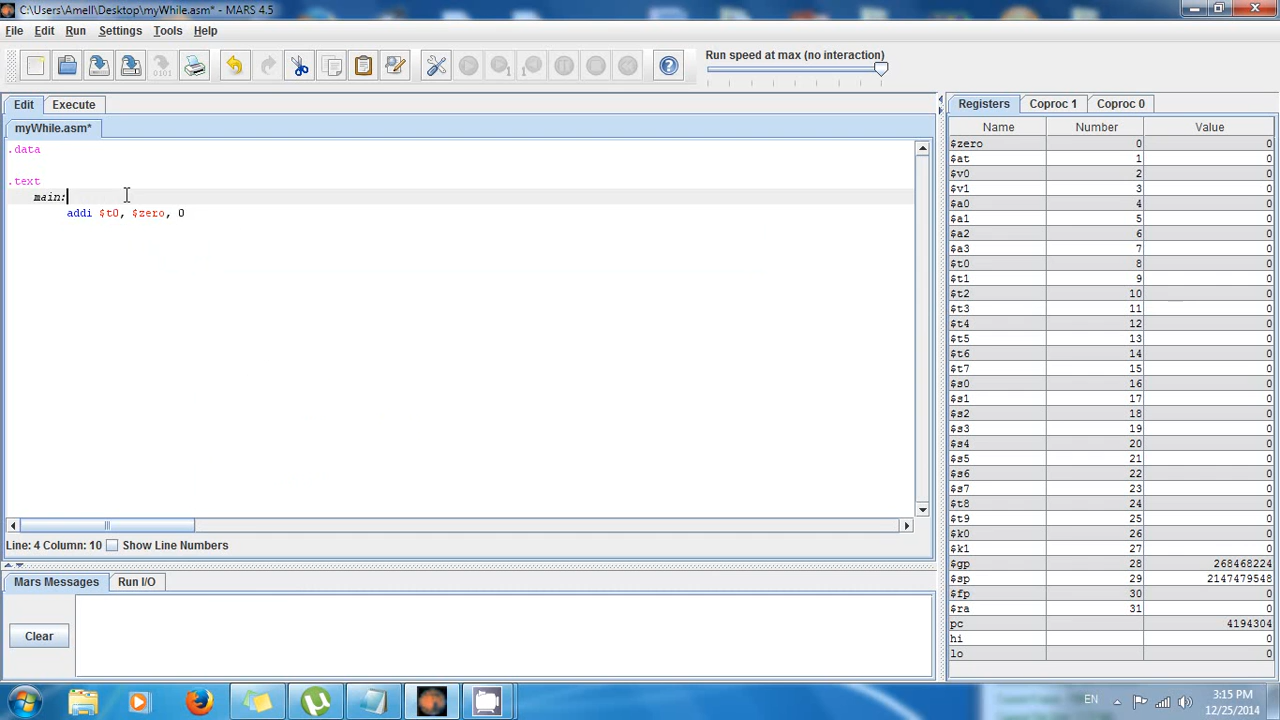 C:\Users\Amell\Desktop\myWhile.asm* - MARS 4.5
File Edit Run Settings Tools Help
Run speed at max (no interaction)
Edit Execute
myWhile.asm*
.data
.text
main:
addi $t0, $zero, 0
Line: 4 Column: 10 Show Line Numbers
Mars Messages Run I/O
Clear
Registers Coproc 1 Coproc 0
Name Number Value
$zero 0 0
$at 1 0
$v0 2 0
$v1 3 0
$a0 4 0
$a1 5 0
$a2 6 0
$a3 7 0
$t0 8 0
$t1 9 0
$t2 10 0
$t3 11 0
$t4 12 0
$t5 13 0
$t6 14 0
$t7 15 0
$s0 16 0
$s1 17 0
$s2 18 0
$s3 19 0
$s4 20 0
$s5 21 0
$s6 22 0
$s7 23 0
$t8 24 0
$t9 25 0
$k0 26 0
$k1 27 0
$gp 28 268468224
$sp 29 2147479548
$fp 30 0
$ra 31 0
pc 4194304
hi 0
lo 0
EN
3:15 PM
12/25/2014